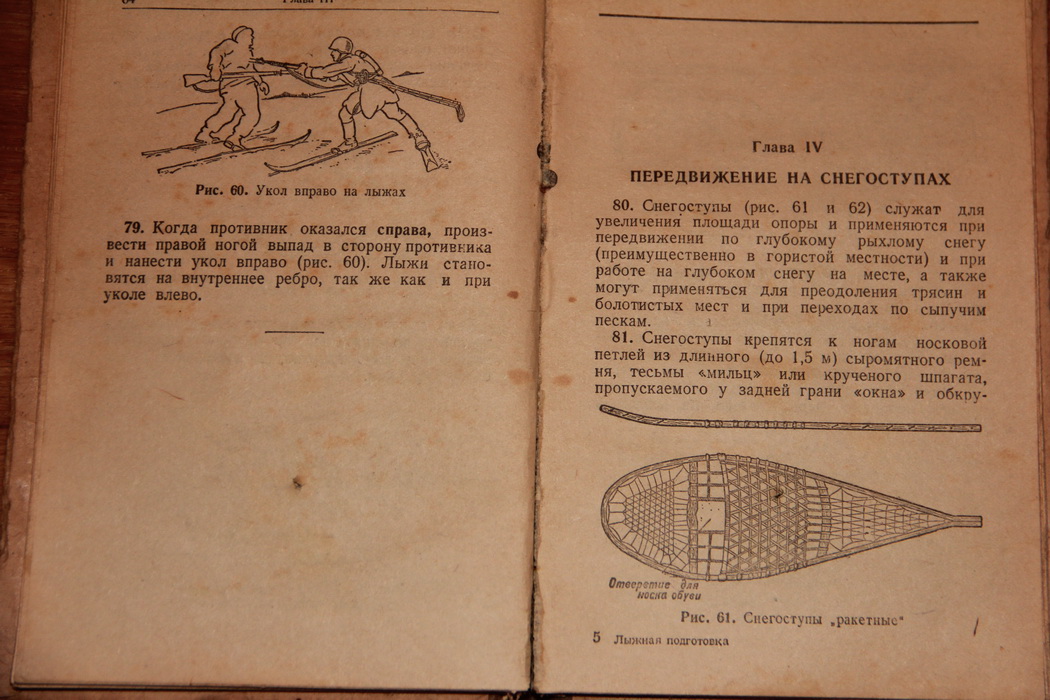 64
Глава III
Рис. 60. Укол вправо на лыжах
79. Когда противник оказался справа, произ-
вести правой ногой выпад в сторону противника
и нанести укол вправо (рис. 60). Лыжи стано-
вятся на внутреннее ребро, так же как и при
уколе влево.
Глава IV
ПЕРЕДВИЖЕНИЕ НА СНЕГОСТУПАХ
80. Снегоступы (рис. 61 и 62) служат для
увеличения площади опоры и применяются при
передвижении по глубокому рыхлому снегу
(преимущественно в гористой местности) и при
работе на глубоком снегу на месте, а также
могут применяться для преодоления трясин и
болотистых мест и при переходах по сыпучим
пескам.
81. Снегоступы крепятся к ногам носковой
петлей из длинного (до 1,5 м) сыромятного рем-
ня, тесьмы «мильц» или крученого шпагата,
пропускаемого у задней грани «окна» и обкру-
Отверстие для
носка обуви
Рис. 61. Снегоступы „ракетные“
5 Лыжная подготовка